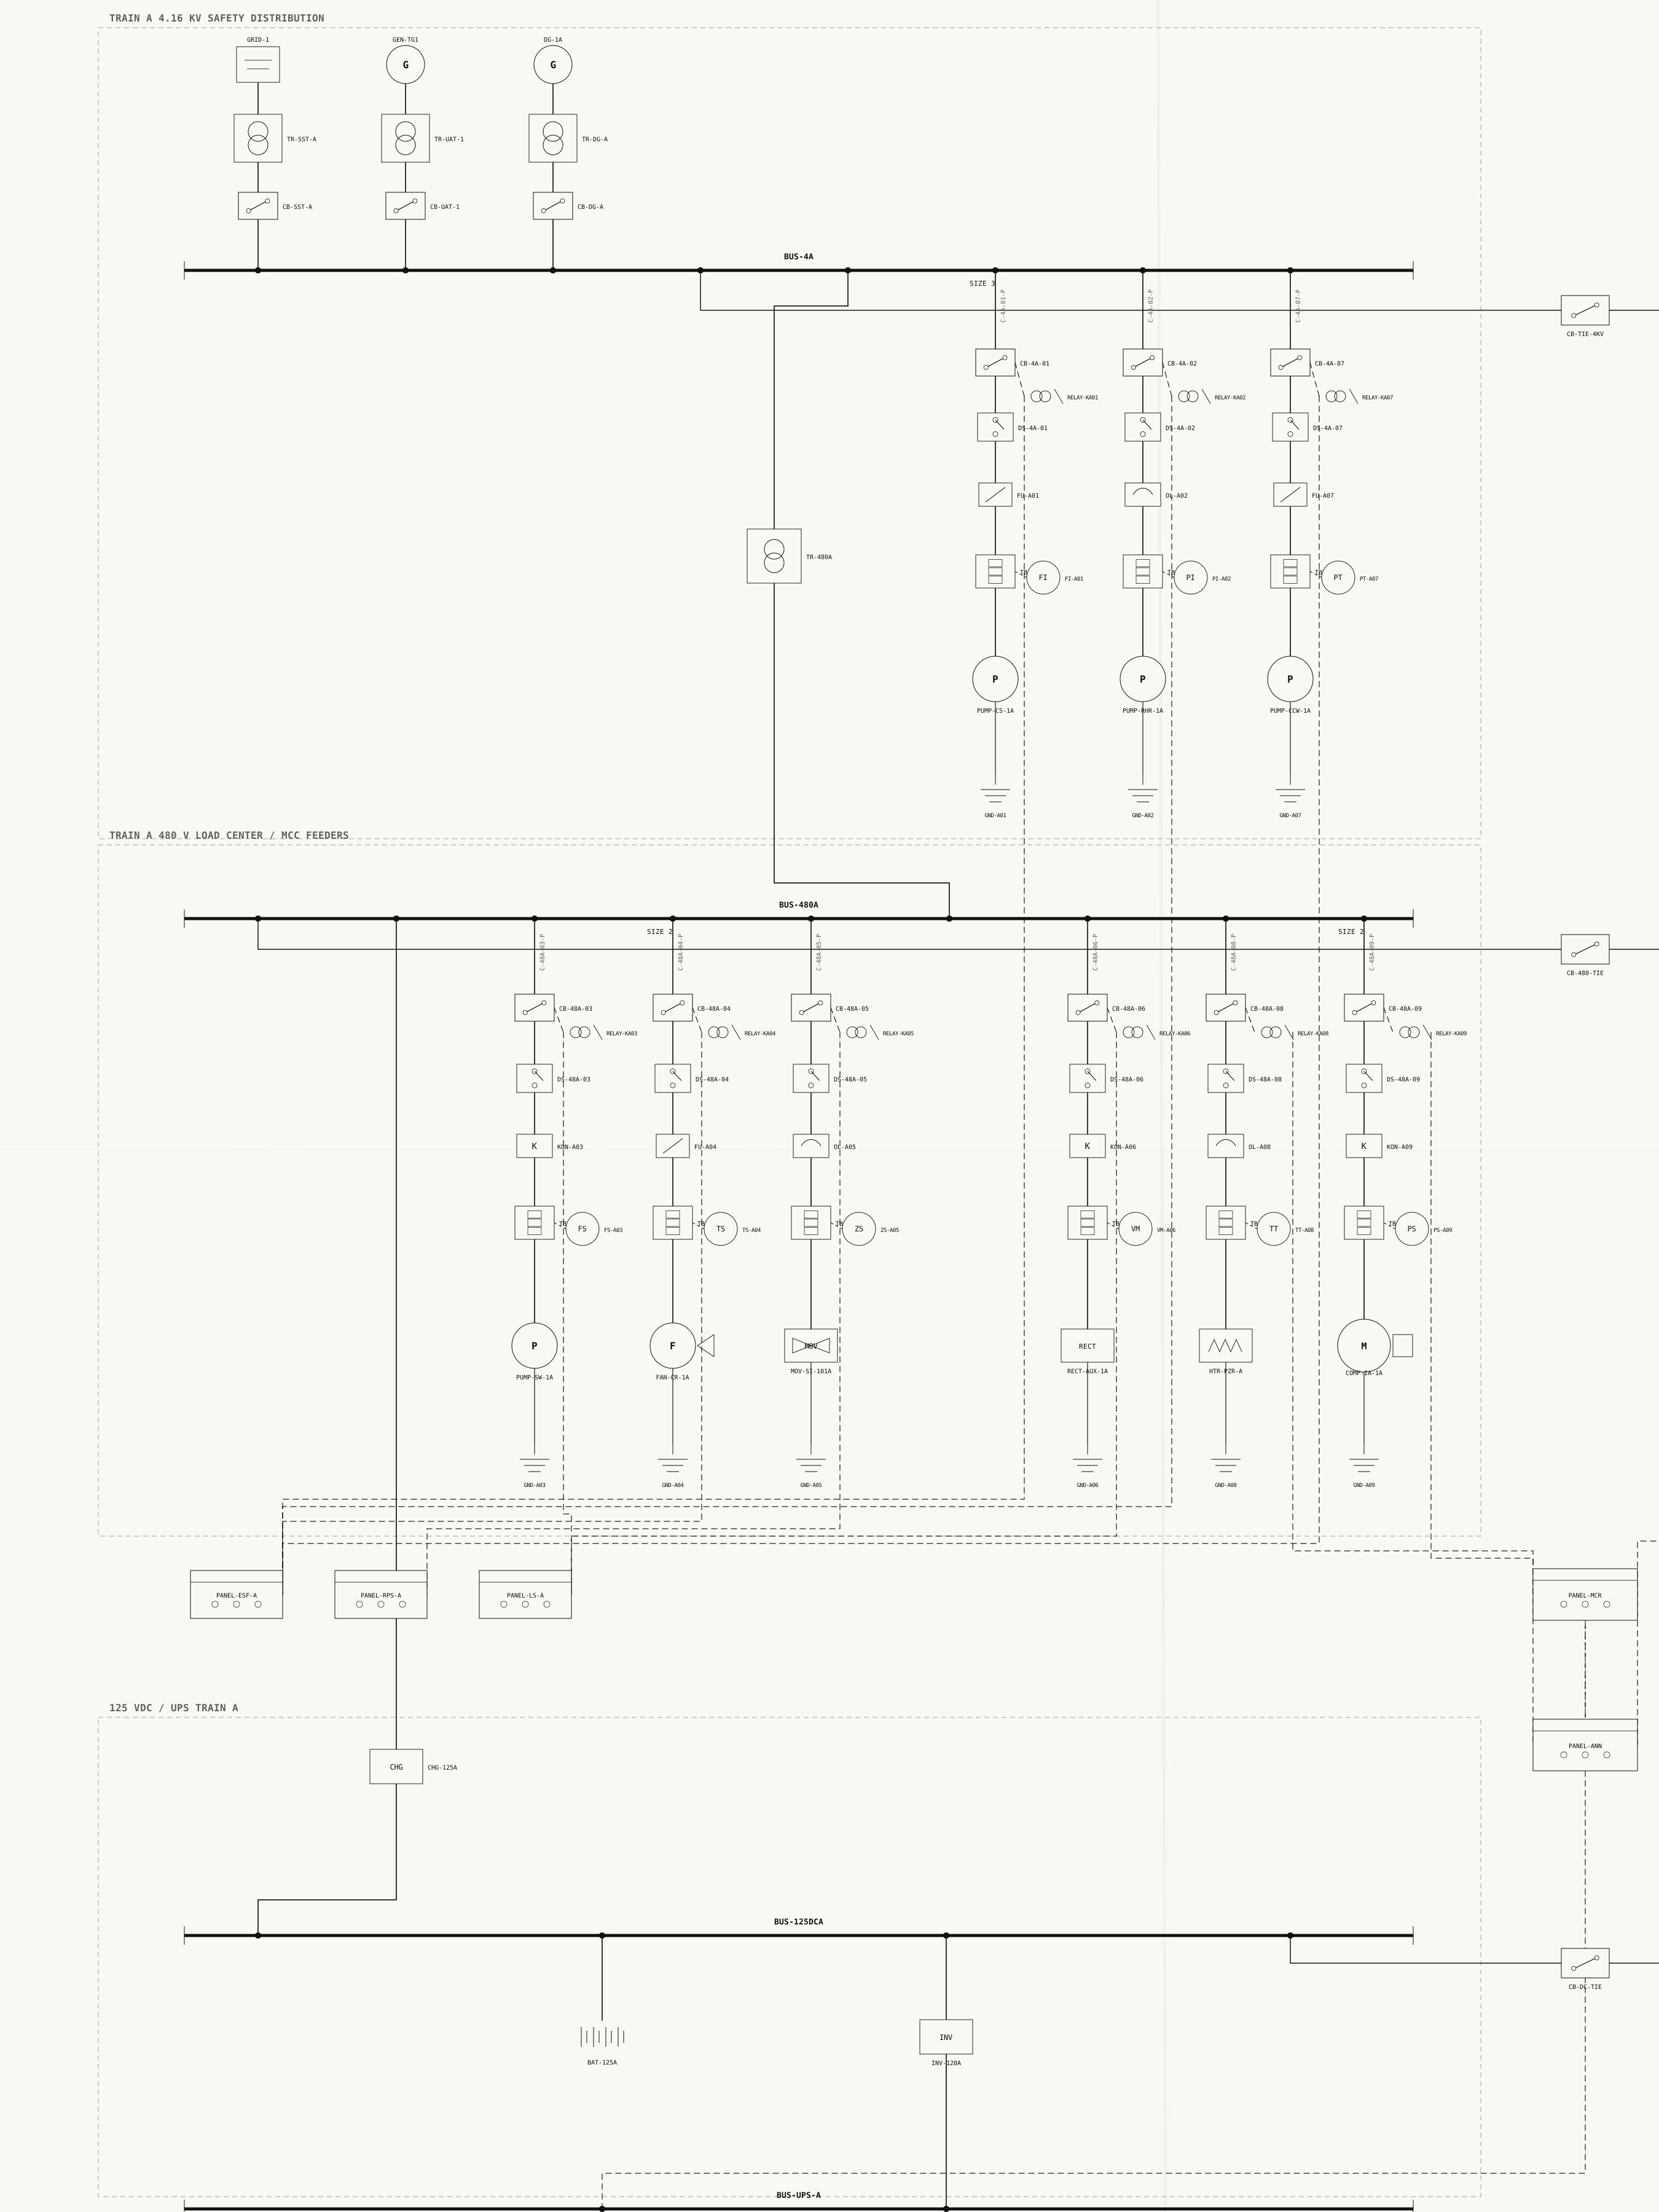 TRAIN A 4.16 KV SAFETY DISTRIBUTION
GRID-1
GEN-TG1
DG-1A
G
G
TR-SST-A
TR-UAT-1
TR-DG-A
CB-SST-A
CB-UAT-1
CB-DG-A
BUS-4A
SIZE 3
C-4A-01-P
C-4A-02-P
C-4A-07-P
CB-TIE-4KV
CB-4A-01
CB-4A-02
CB-4A-07
RELAY-KA01
RELAY-KA02
RELAY-KA07
DS-4A-01
DS-4A-02
DS-4A-07
FU-A01
OL-A02
FU-A07
TR-480A
FI
FI-A01
PI
PI-A02
PT
PT-A07
P
P
P
PUMP-CS-1A
PUMP-RHR-1A
PUMP-CCW-1A
GND-A01
GND-A02
GND-A07
TRAIN A 480 V LOAD CENTER / MCC FEEDERS
BUS-480A
SIZE 2
SIZE 2
C-48A-03-P
C-48A-04-P
C-48A-05-P
C-48A-06-P
C-48A-08-P
C-48A-09-P
CB-480-TIE
CB-48A-03
CB-48A-04
CB-48A-05
CB-48A-06
CB-48A-08
CB-48A-09
RELAY-KA03
RELAY-KA04
RELAY-KA05
RELAY-KA06
RELAY-KA08
RELAY-KA09
DS-48A-03
DS-48A-04
DS-48A-05
DS-48A-06
DS-48A-08
DS-48A-09
K
KON-A03
FU-A04
OL-A05
K
KON-A06
OL-A08
K
KON-A09
FS
FS-A03
TS
TS-A04
ZS
ZS-A05
VM
VM-A06
TT
TT-A08
PS
PS-A09
P
F
MOV
RECT
M
PUMP-SW-1A
FAN-CR-1A
MOV-SI-101A
RECT-AUX-1A
HTR-PZR-A
COMP-IA-1A
GND-A03
GND-A04
GND-A05
GND-A06
GND-A08
GND-A09
PANEL-ESF-A
PANEL-RPS-A
PANEL-LS-A
PANEL-MCR
125 VDC / UPS TRAIN A
PANEL-ANN
CHG
CHG-125A
BUS-125DCA
CB-DC-TIE
INV
BAT-125A
INV-120A
BUS-UPS-A